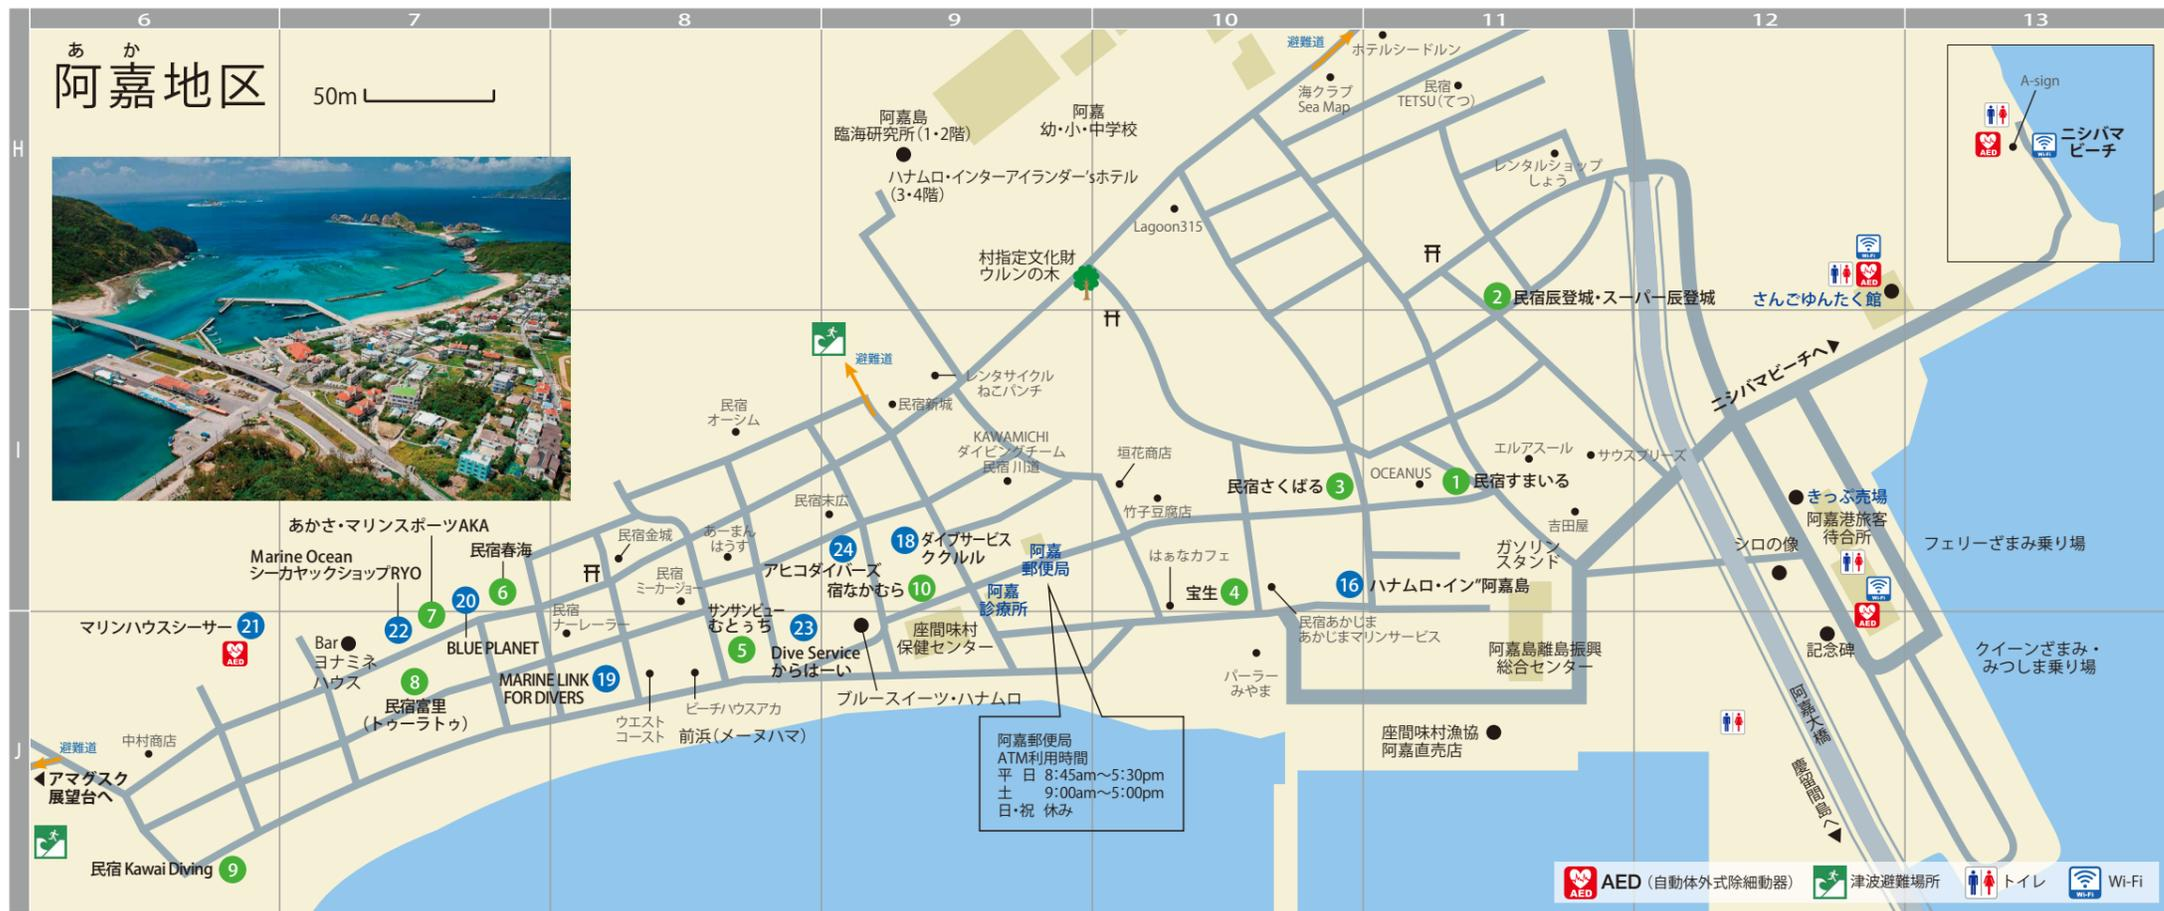 6 7 8 9 10 11 12 13
H
I
J
あ か
阿嘉地区
50m
避難道
ホテルシードルン
海クラブ
Sea Map
民宿
TETSU（てつ）
阿嘉島
臨海研究所（1・2階）
阿嘉
幼・小・中学校
ハナムロ・インターアイランダー'sホテル
（3・4階）
Lagoon315
レンタルショップ
しょう
村指定文化財
ウルンの木
A-sign
AED
Wi-Fi
ニシバマ
ビーチ
2 民宿辰登城・スーパー辰登城
Wi-Fi
AED
さんごゆんたく館
ニシバマビーチへ▶
避難道
レンタサイクル
ねこパンチ
民宿新城
民宿
オーシム
KAWAMICHI
ダイビングチーム
民宿 川道
垣花商店
竹子豆腐店
民宿さくばる 3
OCEANUS
1 民宿すまいる
エルアスール
サウスブリーズ
吉田屋
きっぷ売場
阿嘉港旅客
待合所
Wi-Fi
AED
シロの像
フェリーざまみ乗り場
クイーンざまみ・
みつしま乗り場
記念碑
ガソリン
スタンド
阿嘉島離島振興
総合センター
あかさ・マリンスポーツAKA
Marine Ocean
シーカヤックショップRYO
民宿春海
6
7
20
22
BLUE PLANET
マリンハウスシーサー 21
AED
Bar
ヨナミネ
ハウス
8
民宿富里
（トゥーラトゥ）
民宿金城
あーまん
はうす
民宿末広
民宿
ミーカージョー
民宿
ナーレーラー
24
アヒコダイバーズ
18 ダイブサービス
ククルル
宿なかむら 10
サンサンビュー
むとぅち
5
23
Dive Service
からはーい
MARINE LINK
FOR DIVERS
19
ウエスト
コースト
ビーチハウスアカ
前浜（メーヌハマ）
ブルースイーツ・ハナムロ
座間味村
保健センター
阿嘉
郵便局
阿嘉
診療所
はぁなカフェ
宝生 4
16 ハナムロ・イン”阿嘉島
民宿あかじま
あかじまマリンサービス
パーラー
みやま
座間味村漁協
阿嘉直売店
阿嘉郵便局
ATM利用時間
平 日 8:45am～5:30pm
土 9:00am～5:00pm
日・祝 休み
中村商店
避難道
◀アマグスク
展望台へ
民宿 Kawai Diving 9
阿嘉大橋
慶留間島へ▶
AED AED（自動体外式除細動器） 津波避難場所 トイレ Wi-Fi Wi-Fi